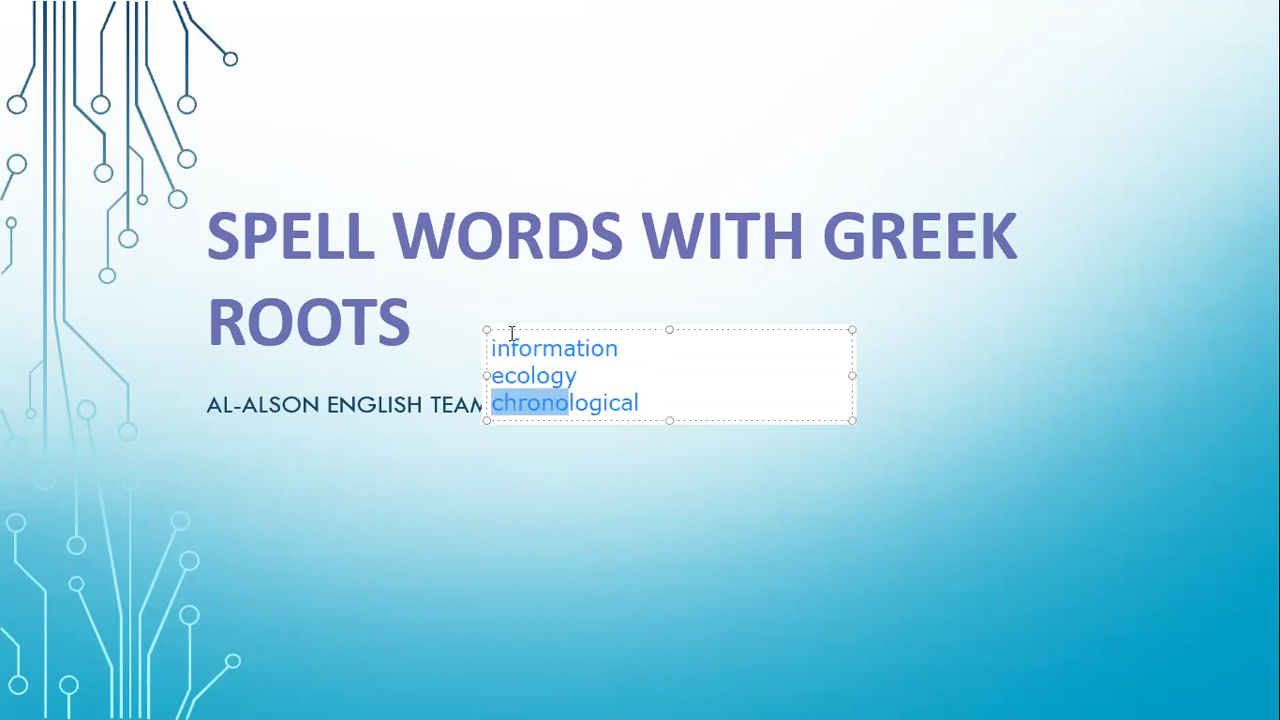 SPELL WORDS WITH GREEK
ROOTS
information
ecology
chronological
AL-ALSON ENGLISH TEAM